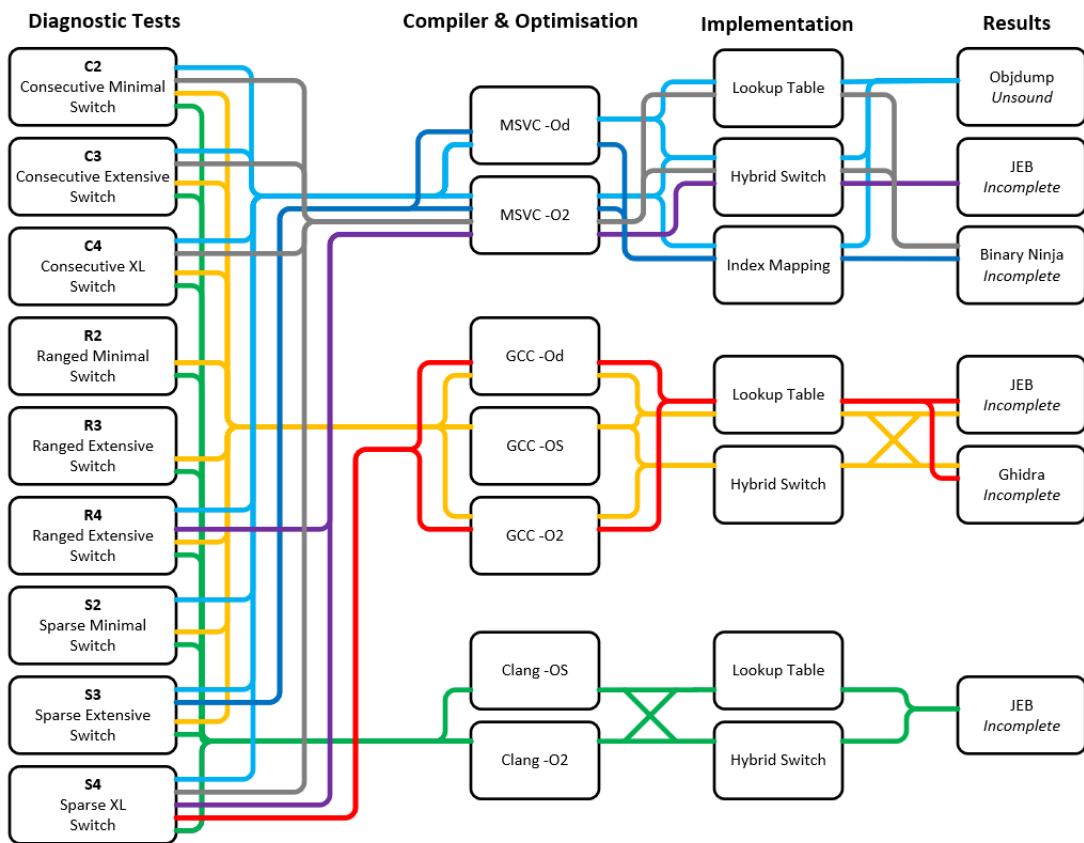 Diagnostic Tests
Compiler & Optimisation
Implementation
Results
C2
Consecutive Minimal
Switch
C3
Consecutive Extensive
Switch
C4
Consecutive XL
Switch
R2
Ranged Minimal
Switch
R3
Ranged Extensive
Switch
R4
Ranged Extensive
Switch
S2
Sparse Minimal
Switch
S3
Sparse Extensive
Switch
S4
Sparse XL
Switch
MSVC -Od
MSVC -O2
GCC -Od
GCC -OS
GCC -O2
Clang -OS
Clang -O2
Lookup Table
Hybrid Switch
Index Mapping
Lookup Table
Hybrid Switch
Lookup Table
Hybrid Switch
Objdump
Unsound
JEB
Incomplete
Binary Ninja
Incomplete
JEB
Incomplete
Ghidra
Incomplete
JEB
Incomplete